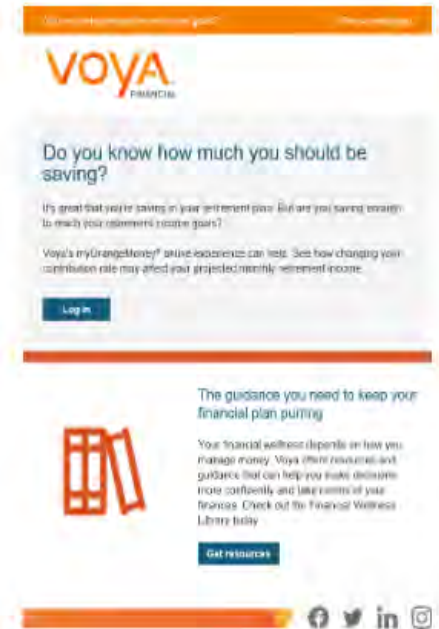 VOYA
FINANCIAL
Do you know how much you should be
saving?
It's great that you're saving in your retirement plan. But are you saving enough
to reach your retirement income goals?
Voya's myOrangeMoney® online experience can help. See how changing your
contribution rate may affect your projected monthly retirement income.
Log in
The guidance you need to keep your
financial plan purring
Your financial wellness depends on how you
manage money. Voya offers resources and
guidance that can help you make decisions
more confidently and take control of your
finances. Check out the Financial Wellness
Library today
Get resources
in